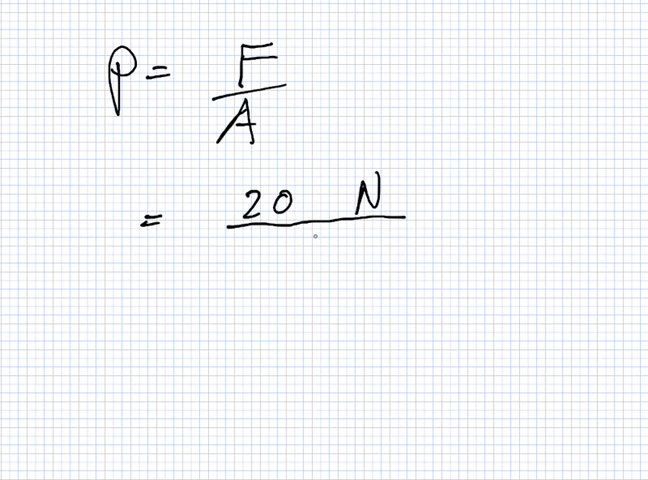 P = F / A
= 20 N